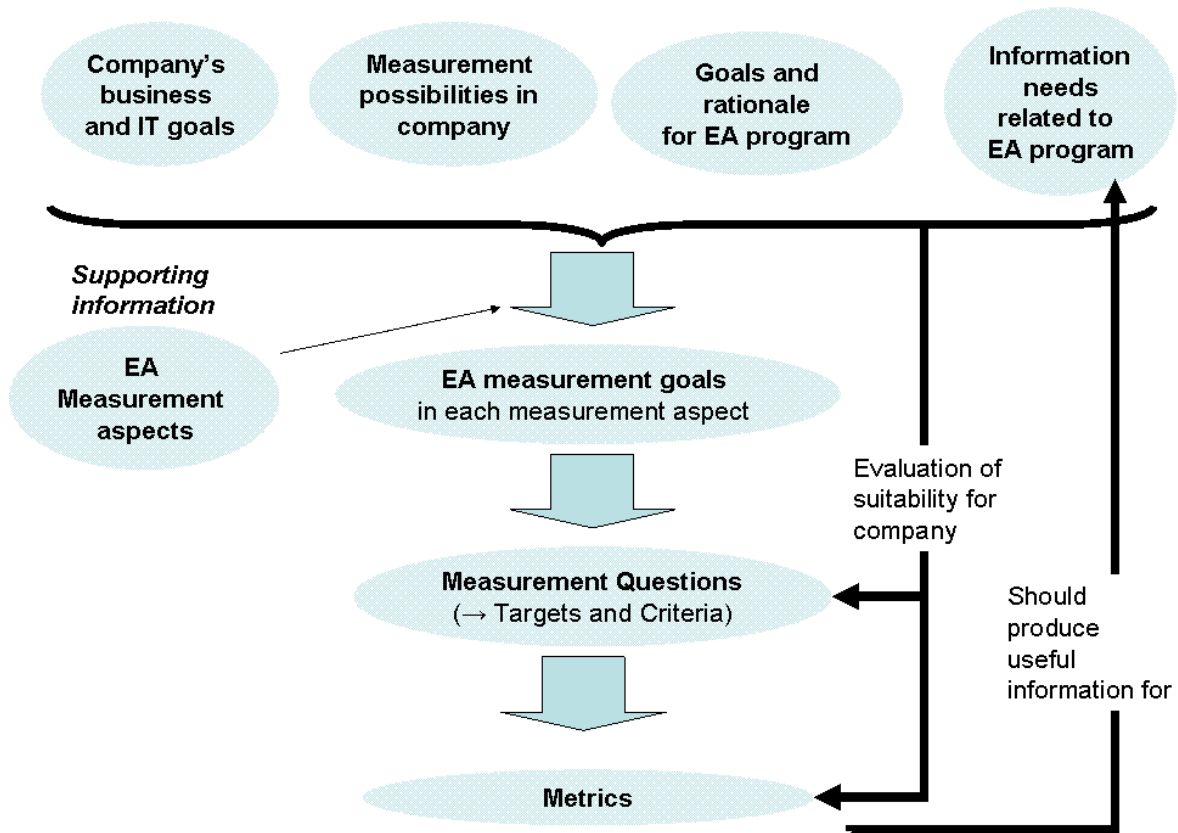 Company's
business
and IT goals
Measurement
possibilities in
company
Goals and
rationale
for EA program
Information
needs
related to
EA program
Supporting
information
EA
Measurement
aspects
EA measurement goals
in each measurement aspect
Evaluation of
suitability for
company
Measurement Questions
(→ Targets and Criteria)
Should
produce
useful
information for
Metrics